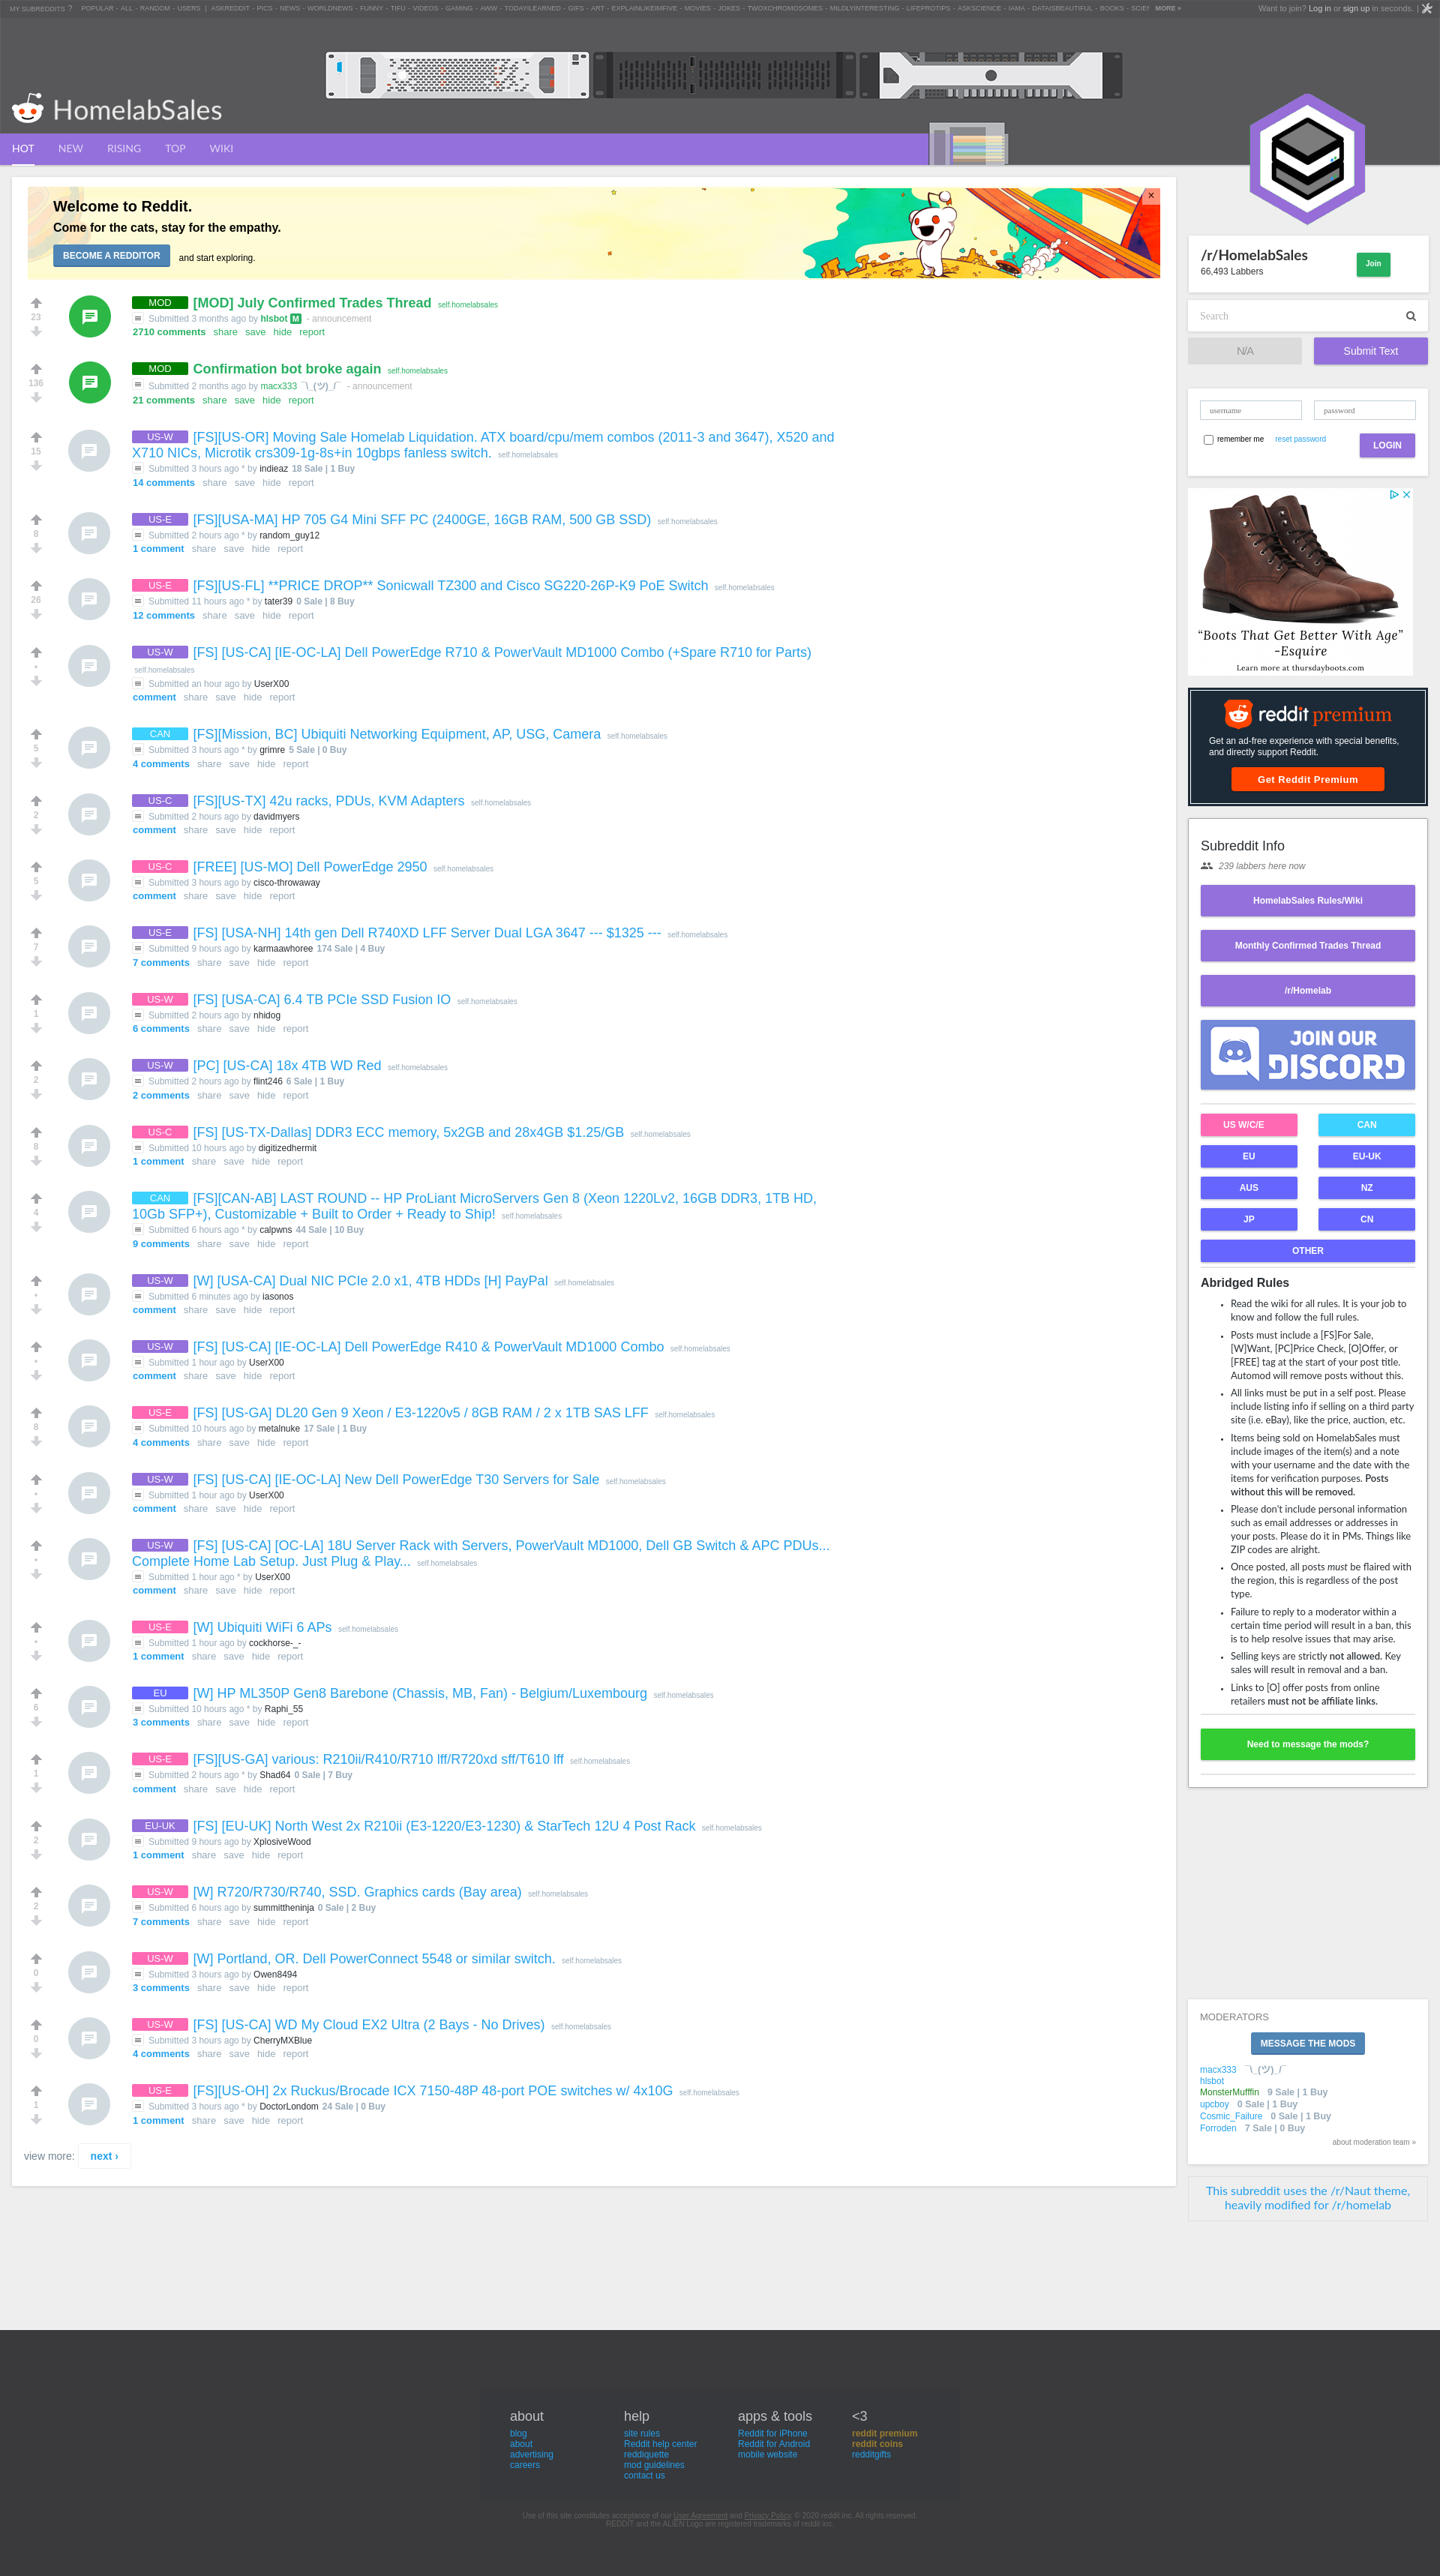 MY SUBREDDITS ? POPULAR - ALL - RANDOM - USERS | ASKREDDIT - PICS - NEWS - WORLDNEWS - FUNNY - TIFU - VIDEOS - GAMING - AWW - TODAYILEARNED - GIFS - ART - EXPLAINLIKEIMFIVE - MOVIES - JOKES - TWOXCHROMOSOMES - MILDLYINTERESTING - LIFEPROTIPS - ASKSCIENCE - IAMA - DATAISBEAUTIFUL - BOOKS - MORE » Want to join? Log in or sign up in seconds. |
HomelabSales
HOT NEW RISING TOP WIKI
Welcome to Reddit.
Come for the cats, stay for the empathy.
BECOME A REDDITOR and start exploring.
23
MOD [MOD] July Confirmed Trades Thread self.homelabsales
Submitted 3 months ago by hlsbot M - announcement
2710 comments share save hide report
136
MOD Confirmation bot broke again self.homelabsales
Submitted 2 months ago by macx333 ¯\_(ツ)_/¯ - announcement
21 comments share save hide report
15
US-W [FS][US-OR] Moving Sale Homelab Liquidation. ATX board/cpu/mem combos (2011-3 and 3647), X520 and
X710 NICs, Microtik crs309-1g-8s+in 10gbps fanless switch. self.homelabsales
Submitted 3 hours ago * by indieaz 18 Sale | 1 Buy
14 comments share save hide report
8
US-E [FS][USA-MA] HP 705 G4 Mini SFF PC (2400GE, 16GB RAM, 500 GB SSD) self.homelabsales
Submitted 2 hours ago * by random_guy12
1 comment share save hide report
26
US-E [FS][US-FL] **PRICE DROP** Sonicwall TZ300 and Cisco SG220-26P-K9 PoE Switch self.homelabsales
Submitted 11 hours ago * by tater39 0 Sale | 8 Buy
12 comments share save hide report
•
US-W [FS] [US-CA] [IE-OC-LA] Dell PowerEdge R710 & PowerVault MD1000 Combo (+Spare R710 for Parts)
self.homelabsales
Submitted an hour ago by UserX00
comment share save hide report
5
CAN [FS][Mission, BC] Ubiquiti Networking Equipment, AP, USG, Camera self.homelabsales
Submitted 3 hours ago * by grimre 5 Sale | 0 Buy
4 comments share save hide report
2
US-C [FS][US-TX] 42u racks, PDUs, KVM Adapters self.homelabsales
Submitted 2 hours ago by davidmyers
comment share save hide report
5
US-C [FREE] [US-MO] Dell PowerEdge 2950 self.homelabsales
Submitted 3 hours ago by cisco-throwaway
comment share save hide report
7
US-E [FS] [USA-NH] 14th gen Dell R740XD LFF Server Dual LGA 3647 --- $1325 --- self.homelabsales
Submitted 9 hours ago by karmaawhoree 174 Sale | 4 Buy
7 comments share save hide report
1
US-W [FS] [USA-CA] 6.4 TB PCIe SSD Fusion IO self.homelabsales
Submitted 2 hours ago by nhidog
6 comments share save hide report
2
US-W [PC] [US-CA] 18x 4TB WD Red self.homelabsales
Submitted 2 hours ago by flint246 6 Sale | 1 Buy
2 comments share save hide report
8
US-C [FS] [US-TX-Dallas] DDR3 ECC memory, 5x2GB and 28x4GB $1.25/GB self.homelabsales
Submitted 10 hours ago by digitizedhermit
1 comment share save hide report
4
CAN [FS][CAN-AB] LAST ROUND -- HP ProLiant MicroServers Gen 8 (Xeon 1220Lv2, 16GB DDR3, 1TB HD,
10Gb SFP+), Customizable + Built to Order + Ready to Ship! self.homelabsales
Submitted 6 hours ago * by calpwns 44 Sale | 10 Buy
9 comments share save hide report
•
US-W [W] [USA-CA] Dual NIC PCIe 2.0 x1, 4TB HDDs [H] PayPal self.homelabsales
Submitted 6 minutes ago by iasonos
comment share save hide report
•
US-W [FS] [US-CA] [IE-OC-LA] Dell PowerEdge R410 & PowerVault MD1000 Combo self.homelabsales
Submitted 1 hour ago by UserX00
comment share save hide report
8
US-E [FS] [US-GA] DL20 Gen 9 Xeon / E3-1220v5 / 8GB RAM / 2 x 1TB SAS LFF self.homelabsales
Submitted 10 hours ago by metalnuke 17 Sale | 1 Buy
4 comments share save hide report
•
US-W [FS] [US-CA] [IE-OC-LA] New Dell PowerEdge T30 Servers for Sale self.homelabsales
Submitted 1 hour ago by UserX00
comment share save hide report
•
US-W [FS] [US-CA] [OC-LA] 18U Server Rack with Servers, PowerVault MD1000, Dell GB Switch & APC PDUs...
Complete Home Lab Setup. Just Plug & Play... self.homelabsales
Submitted 1 hour ago * by UserX00
comment share save hide report
•
US-E [W] Ubiquiti WiFi 6 APs self.homelabsales
Submitted 1 hour ago by cockhorse-_-
1 comment share save hide report
6
EU [W] HP ML350P Gen8 Barebone (Chassis, MB, Fan) - Belgium/Luxembourg self.homelabsales
Submitted 10 hours ago * by Raphi_55
3 comments share save hide report
1
US-E [FS][US-GA] various: R210ii/R410/R710 lff/R720xd sff/T610 lff self.homelabsales
Submitted 2 hours ago * by Shad64 0 Sale | 7 Buy
comment share save hide report
2
EU-UK [FS] [EU-UK] North West 2x R210ii (E3-1220/E3-1230) & StarTech 12U 4 Post Rack self.homelabsales
Submitted 9 hours ago by XplosiveWood
1 comment share save hide report
2
US-W [W] R720/R730/R740, SSD. Graphics cards (Bay area) self.homelabsales
Submitted 6 hours ago by summittheninja 0 Sale | 2 Buy
7 comments share save hide report
0
US-W [W] Portland, OR. Dell PowerConnect 5548 or similar switch. self.homelabsales
Submitted 3 hours ago by Owen8494
3 comments share save hide report
0
US-W [FS] [US-CA] WD My Cloud EX2 Ultra (2 Bays - No Drives) self.homelabsales
Submitted 3 hours ago by CherryMXBlue
4 comments share save hide report
1
US-E [FS][US-OH] 2x Ruckus/Brocade ICX 7150-48P 48-port POE switches w/ 4x10G self.homelabsales
Submitted 3 hours ago * by DoctorLondom 24 Sale | 0 Buy
1 comment share save hide report
view more: next ›
/r/HomelabSales
66,493 Labbers
Join
Search
N/A Submit Text
username password
remember me reset password LOGIN
“Boots That Get Better With Age”
-Esquire
Learn more at thursdayboots.com
reddit premium
Get an ad-free experience with special benefits,
and directly support Reddit.
Get Reddit Premium
Subreddit Info
239 labbers here now
HomelabSales Rules/Wiki
Monthly Confirmed Trades Thread
/r/Homelab
JOIN OUR
DISCORD
US W/C/E CAN
EU EU-UK
AUS NZ
JP CN
OTHER
Abridged Rules
• Read the wiki for all rules. It is your job to
know and follow the full rules.
• Posts must include a [FS]For Sale,
[W]Want, [PC]Price Check, [O]Offer, or
[FREE] tag at the start of your post title.
Automod will remove posts without this.
• All links must be put in a self post. Please
include listing info if selling on a third party
site (i.e. eBay), like the price, auction, etc.
• Items being sold on HomelabSales must
include images of the item(s) and a note
with your username and the date with the
items for verification purposes. Posts
without this will be removed.
• Please don't include personal information
such as email addresses or addresses in
your posts. Please do it in PMs. Things like
ZIP codes are alright.
• Once posted, all posts must be flaired with
the region, this is regardless of the post
type.
• Failure to reply to a moderator within a
certain time period will result in a ban, this
is to help resolve issues that may arise.
• Selling keys are strictly not allowed. Key
sales will result in removal and a ban.
• Links to [O] offer posts from online
retailers must not be affiliate links.
Need to message the mods?
MODERATORS
MESSAGE THE MODS
macx333 ¯\_(ツ)_/¯
hlsbot
MonsterMufffin 9 Sale | 1 Buy
upcboy 0 Sale | 1 Buy
Cosmic_Failure 0 Sale | 1 Buy
Forroden 7 Sale | 0 Buy
about moderation team »
This subreddit uses the /r/Naut theme,
heavily modified for /r/homelab
about
blog
about
advertising
careers
help
site rules
Reddit help center
reddiquette
mod guidelines
contact us
apps & tools
Reddit for iPhone
Reddit for Android
mobile website
<3
reddit premium
reddit coins
redditgifts
Use of this site constitutes acceptance of our User Agreement and Privacy Policy. © 2020 reddit inc. All rights reserved.
REDDIT and the ALIEN Logo are registered trademarks of reddit inc.